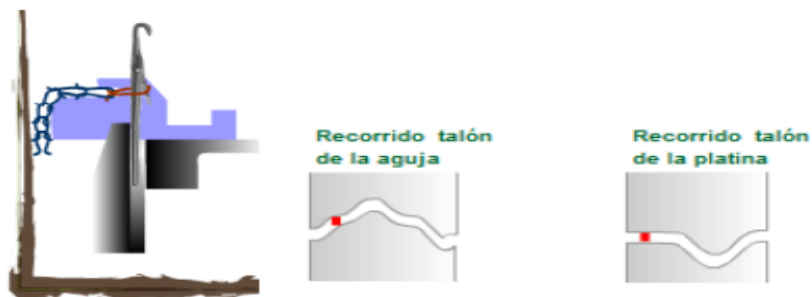 Recorrido talón
de la aguja
Recorrido talón
de la platina